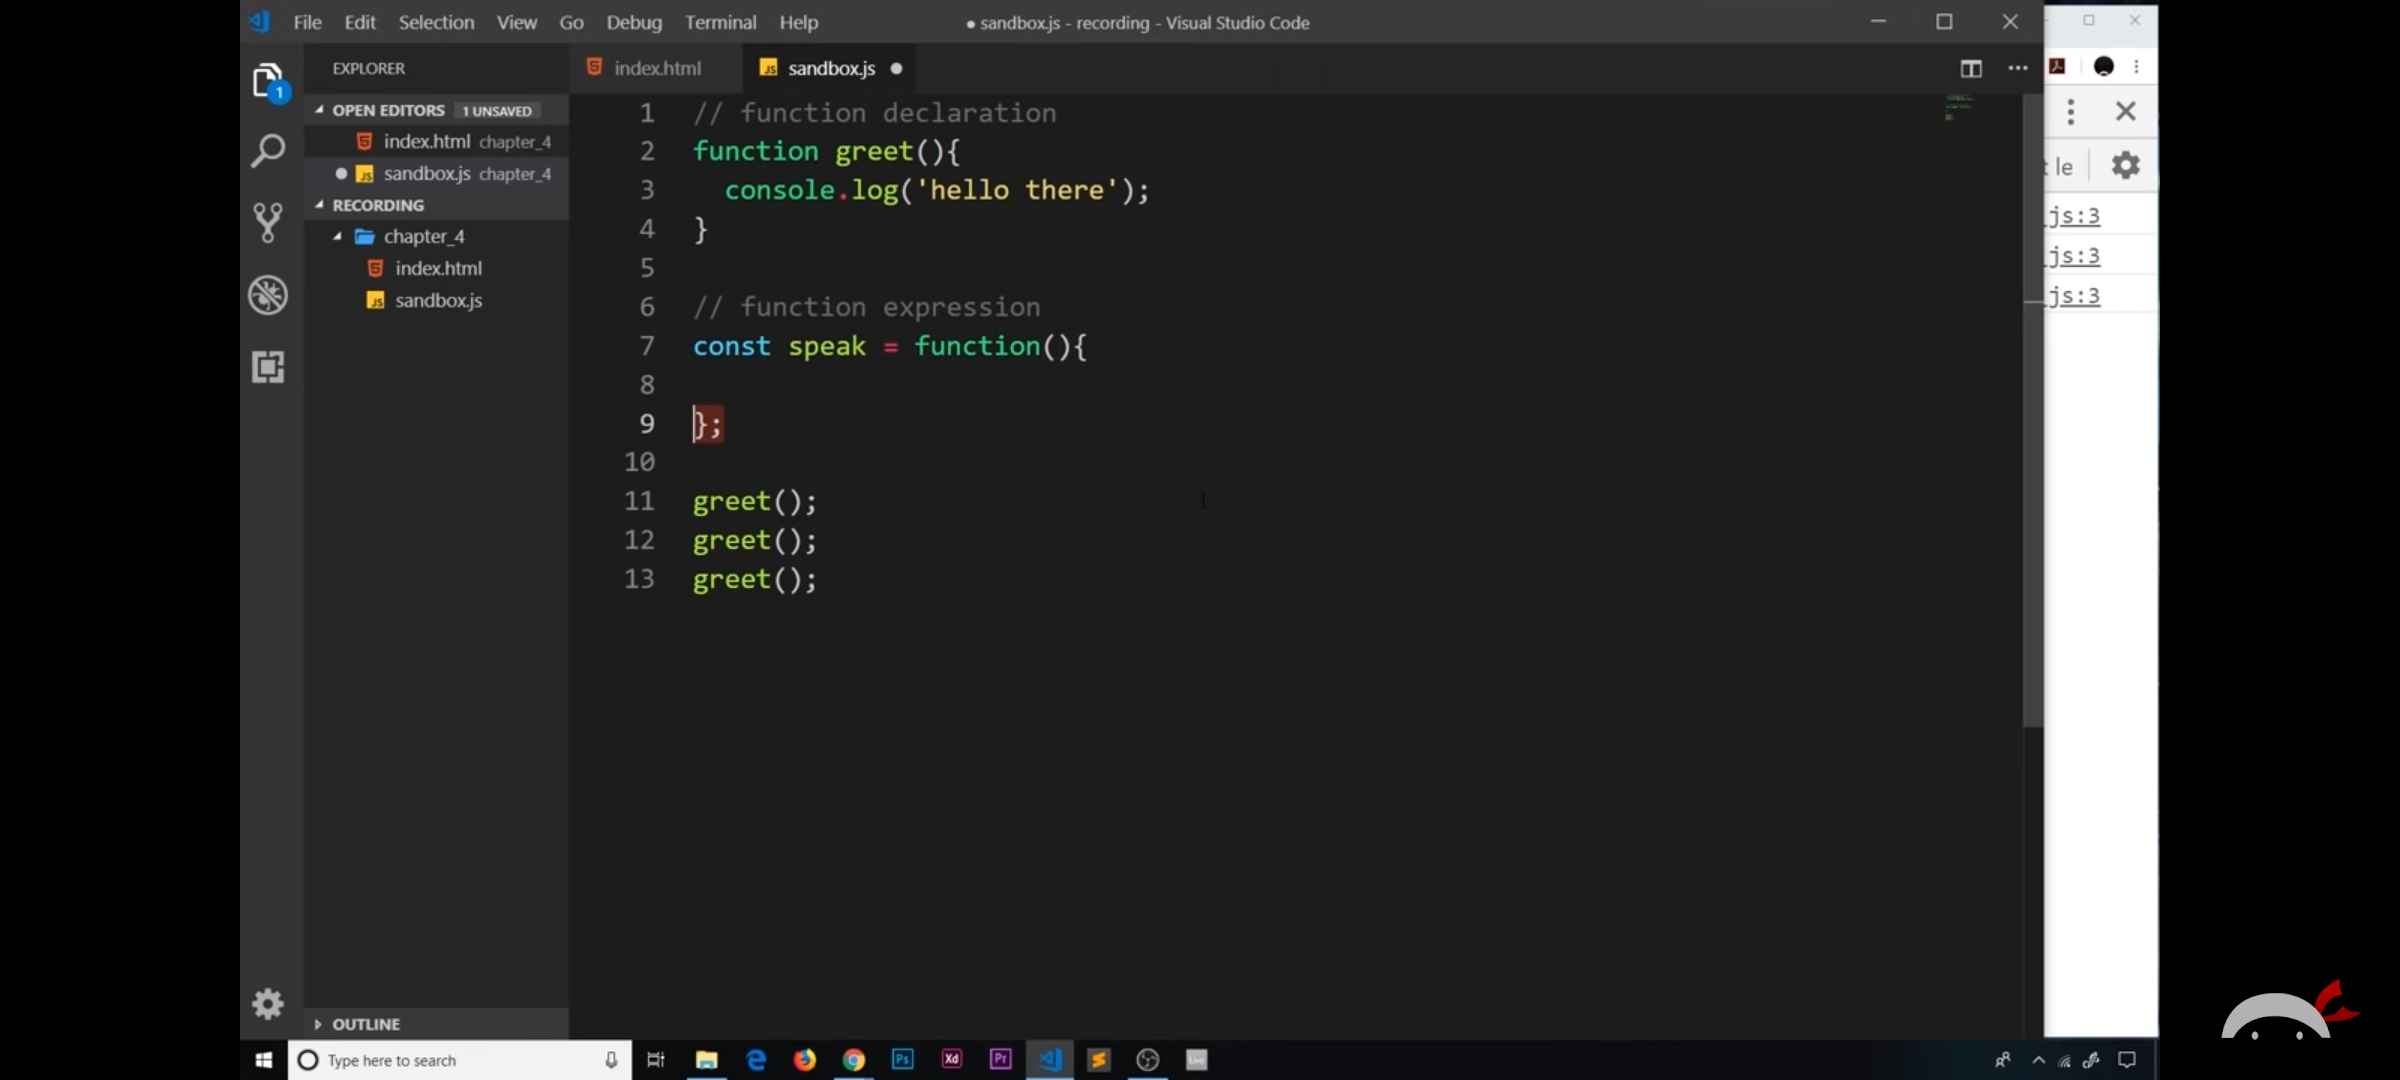 File Edit Selection View Go Debug Terminal Help ● sandbox.js - recording - Visual Studio Code
EXPLORER
index.html sandbox.js
1
OPEN EDITORS 1 UNSAVED
index.html chapter_4
sandbox.js chapter_4
RECORDING
chapter_4
index.html
sandbox.js
OUTLINE
1 // function declaration
2 function greet(){
3 console.log('hello there');
4 }
5
6 // function expression
7 const speak = function(){
8
9 };
10
11 greet();
12 greet();
13 greet();
t le
js:3
js:3
js:3
Type here to search
Ps Xd Pr